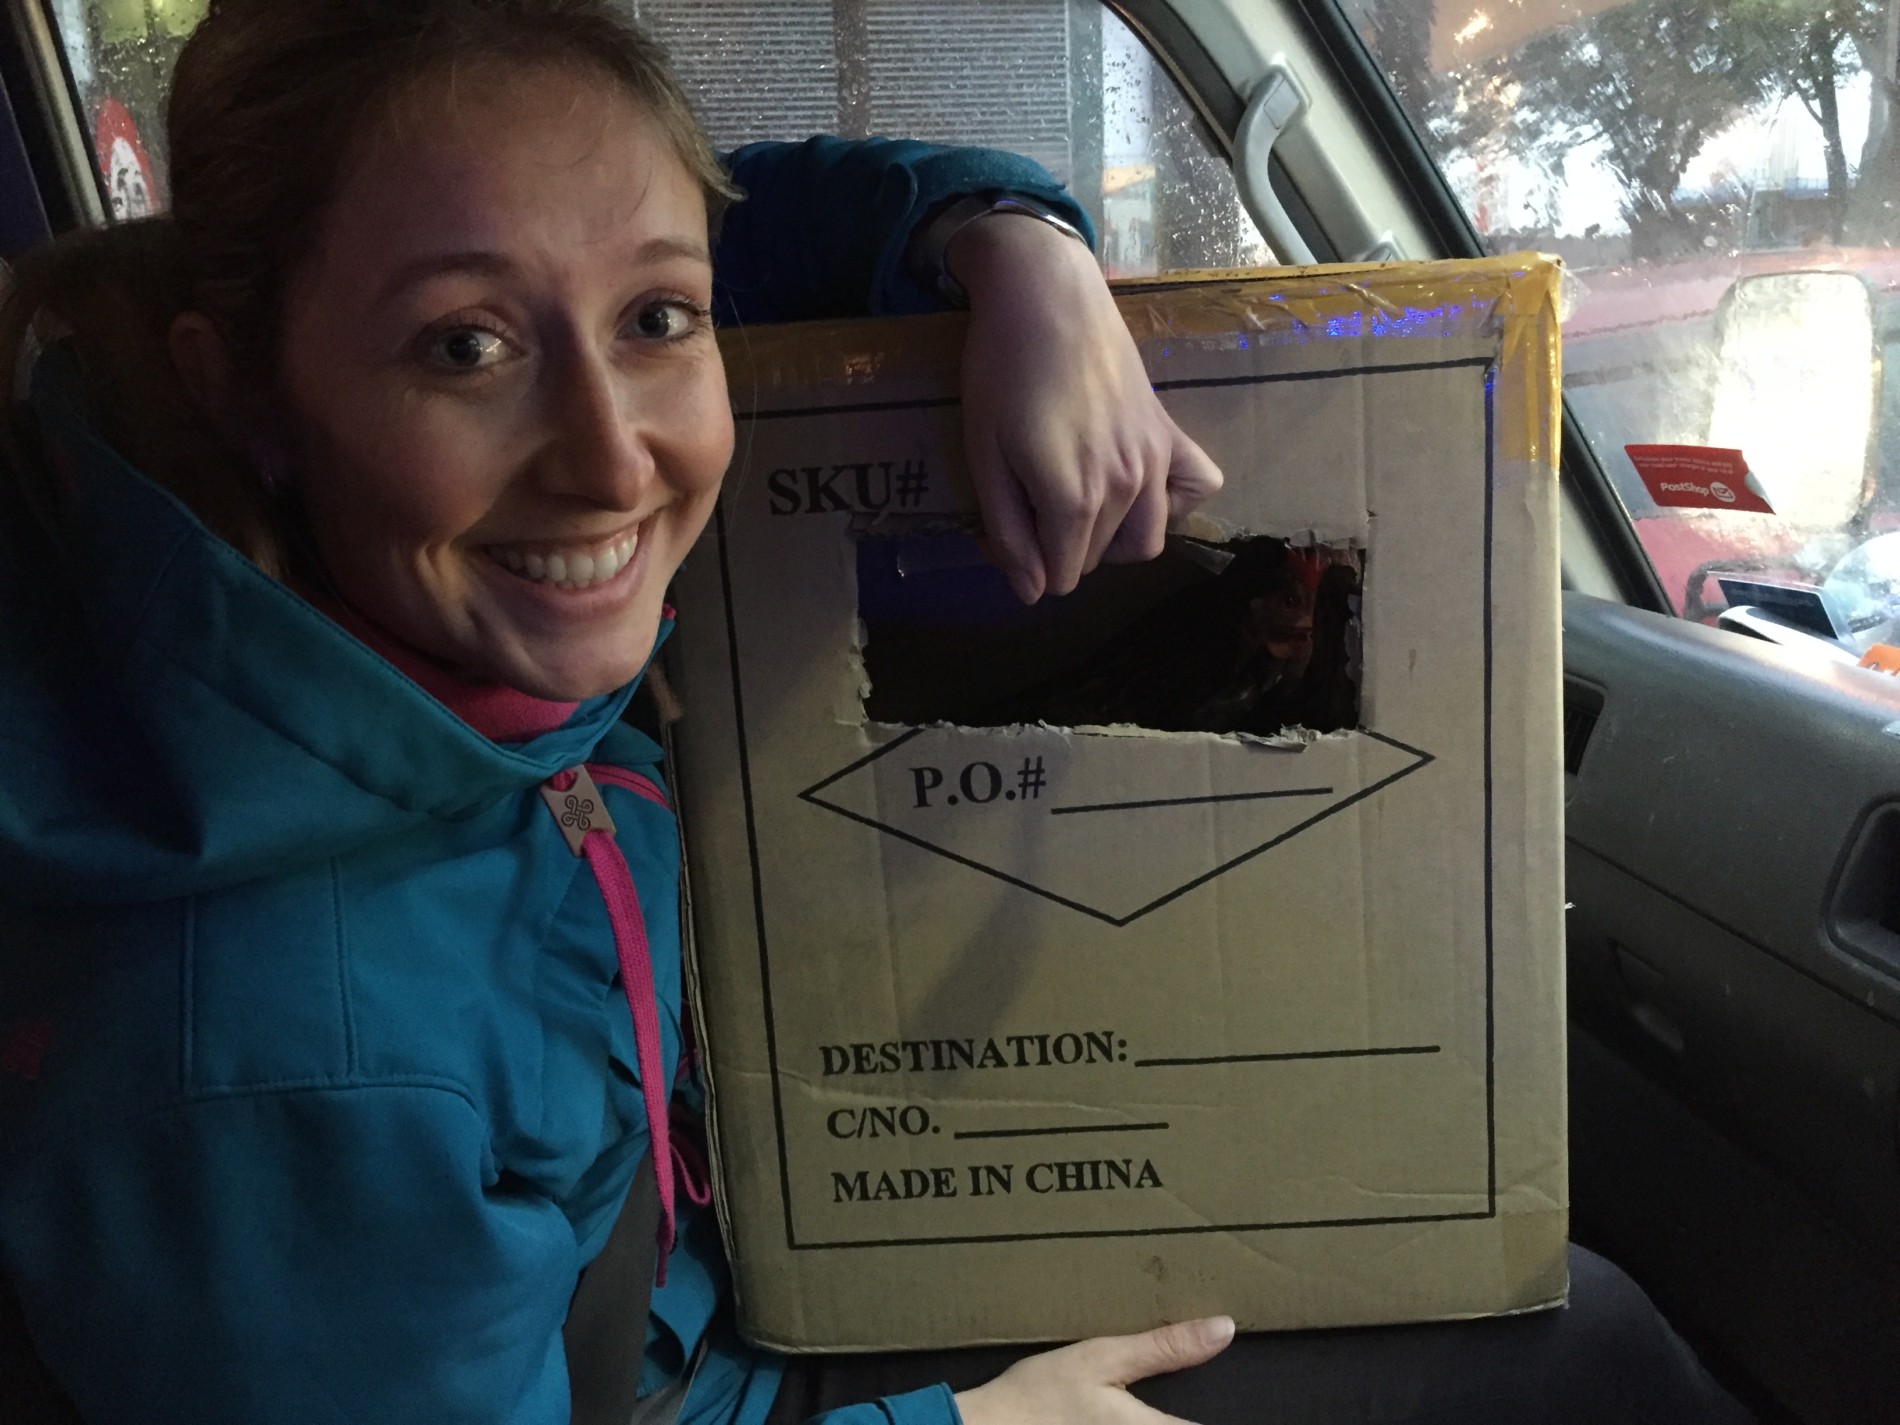 SKU#
P.O.#
DESTINATION:
C/NO.
MADE IN CHINA
PostShop